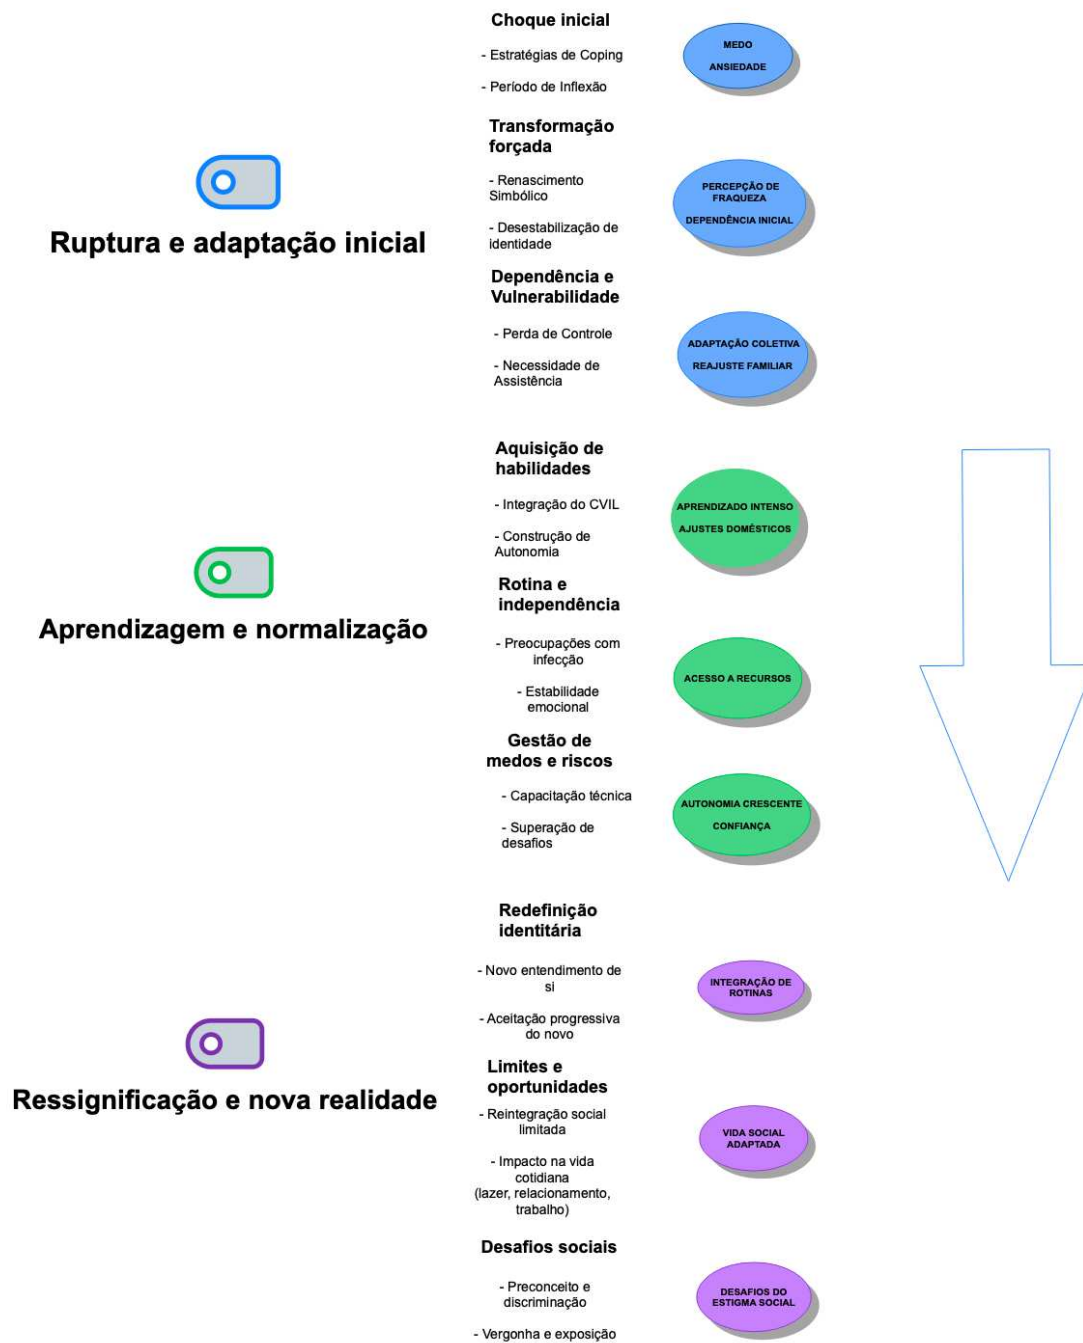 Choque inicial
- Estratégias de Coping
- Período de Inflexão
MEDO
ANSIEDADE
Transformação
forçada
- Renascimento
Simbólico
- Desestabilização de
identidade
PERCEPÇÃO DE
FRAQUEZA
DEPENDÊNCIA INICIAL
Ruptura e adaptação inicial
Dependência e
Vulnerabilidade
- Perda de Controle
- Necessidade de
Assistência
ADAPTAÇÃO COLETIVA
REAJUSTE FAMILIAR
Aquisição de
habilidades
- Integração do CVIL
- Construção de
Autonomia
APRENDIZADO INTENSO
AJUSTES DOMÉSTICOS
Aprendizagem e normalização
Rotina e
independência
- Preocupações com
infecção
- Estabilidade
emocional
ACESSO A RECURSOS
Gestão de
medos e riscos
- Capacitação técnica
- Superação de
desafios
AUTONOMIA CRESCENTE
CONFIANÇA
Redefinição
identitária
- Novo entendimento de
si
- Aceitação progressiva
do novo
INTEGRAÇÃO DE
ROTINAS
Ressignificação e nova realidade
Limites e
oportunidades
- Reintegração social
limitada
- Impacto na vida
cotidiana
(lazer, relacionamento,
trabalho)
VIDA SOCIAL
ADAPTADA
Desafios sociais
- Preconceito e
discriminação
- Vergonha e exposição
DESAFIOS DO
ESTIGMA SOCIAL